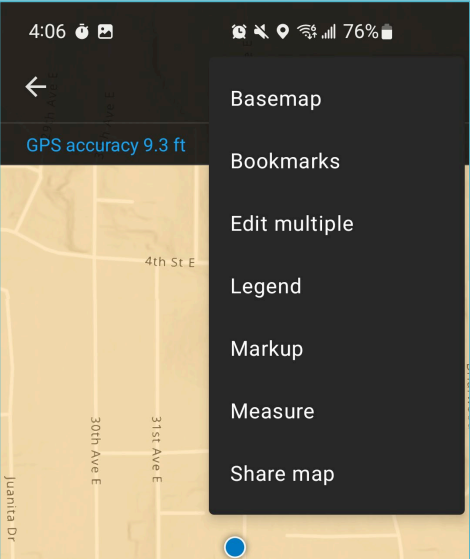 4:06
76%
GPS accuracy 9.3 ft
Basemap
Bookmarks
Edit multiple
Legend
Markup
Measure
Share map
4th St E
30th Ave E
31st Ave E
Juanita Dr